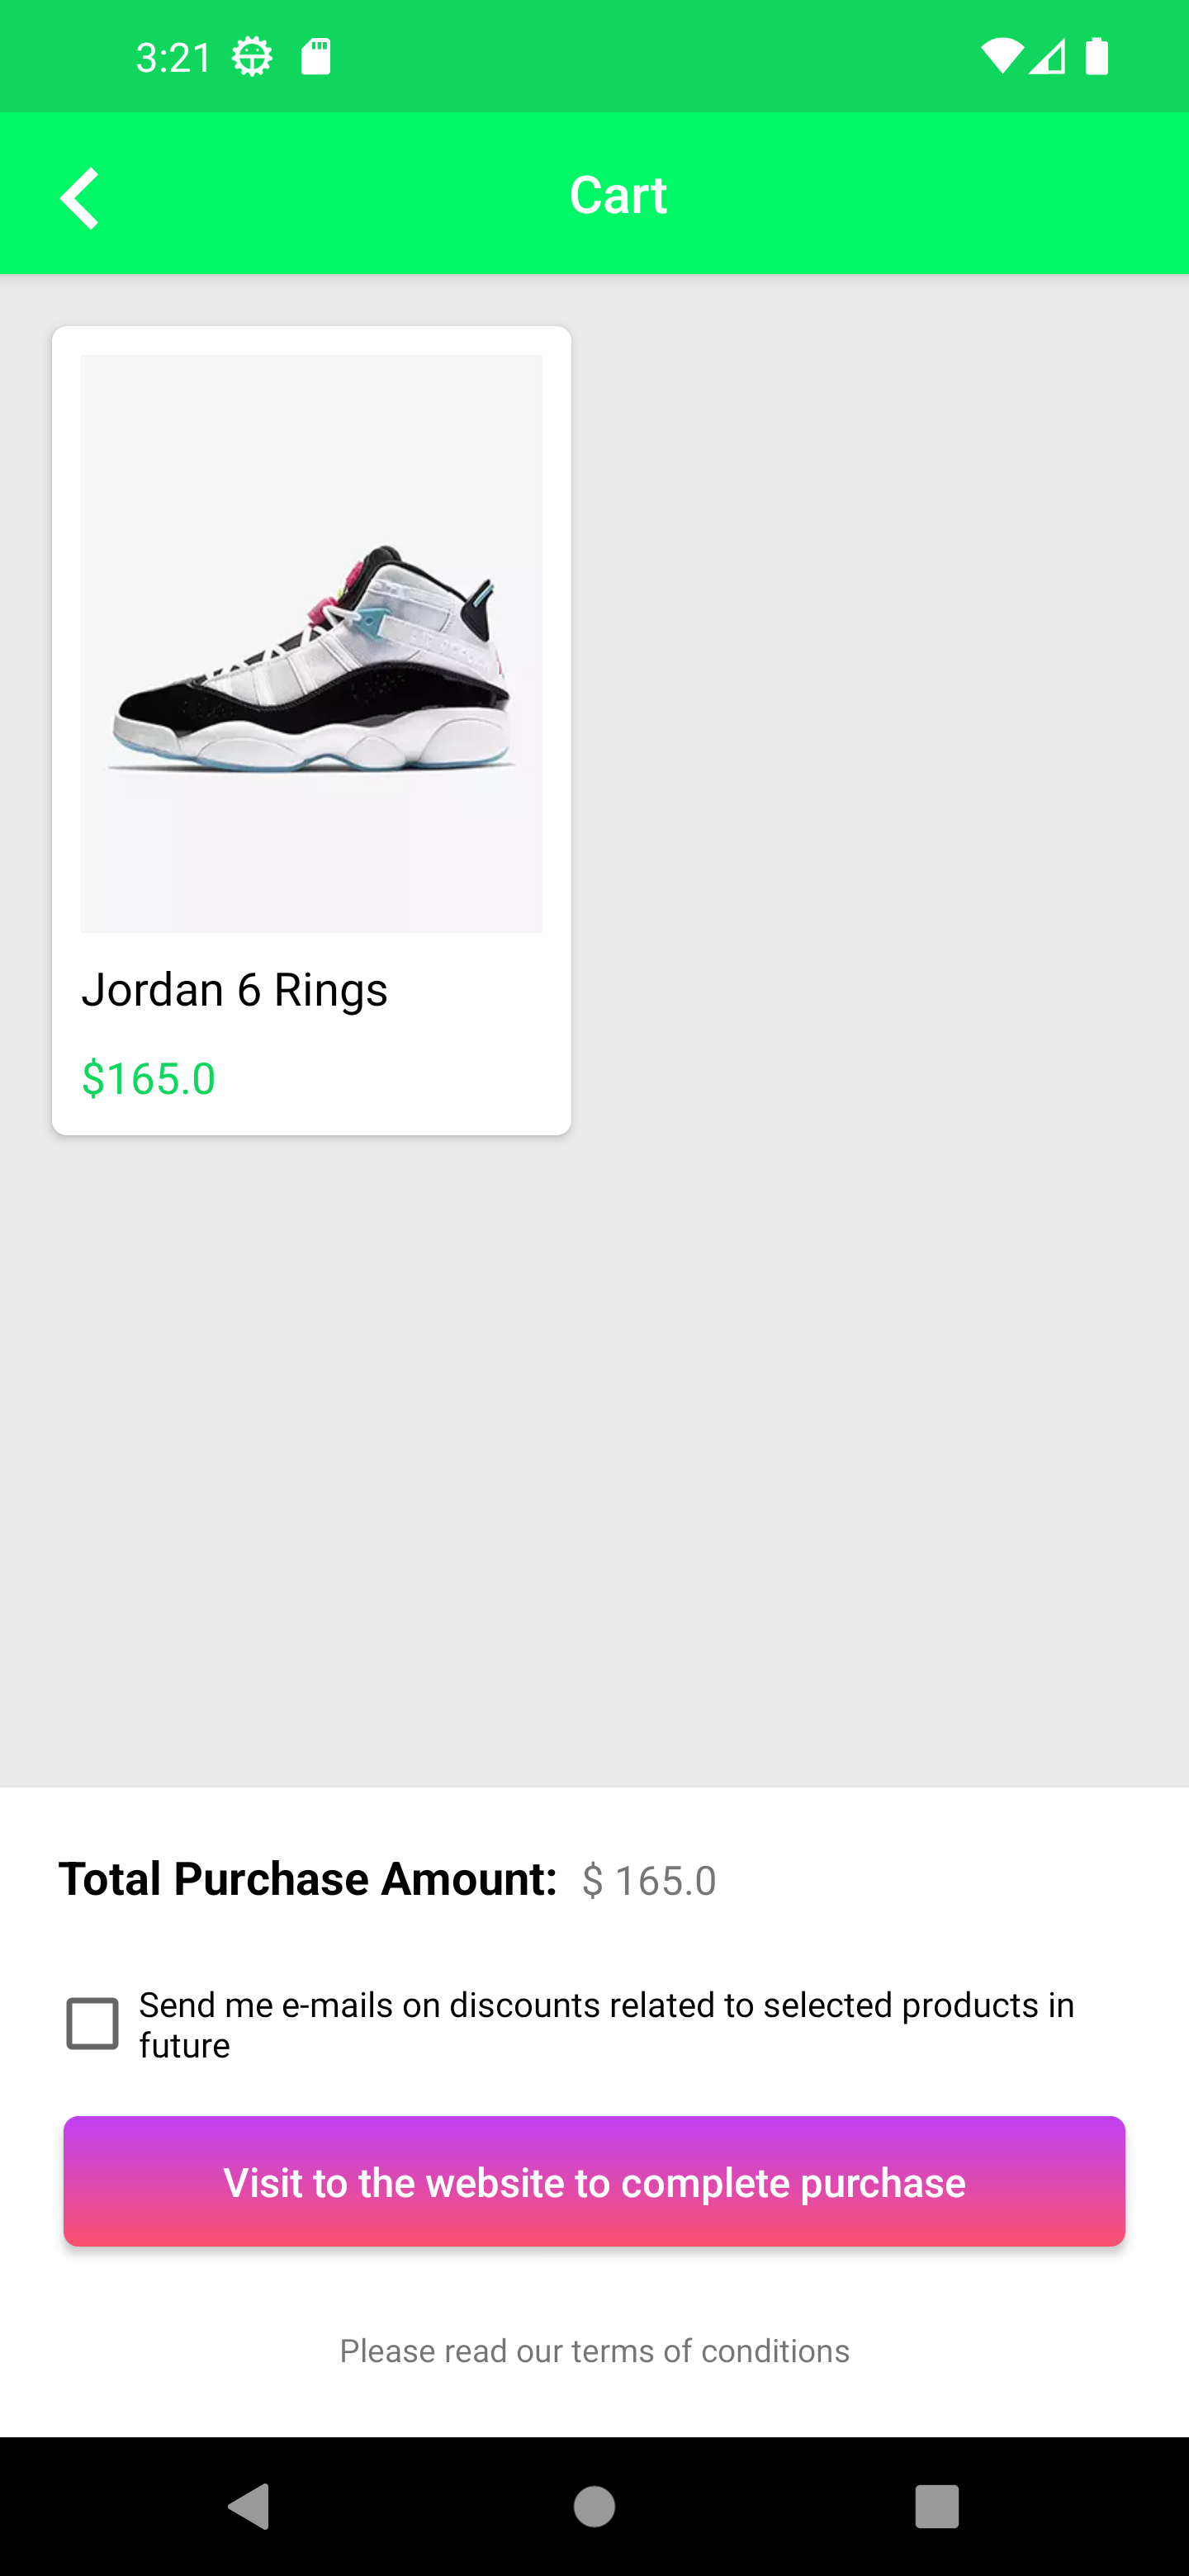 3:21
Cart
Jordan 6 Rings
$165.0
Total Purchase Amount: $ 165.0
Send me e-mails on discounts related to selected products in
future
Visit to the website to complete purchase
Please read our terms of conditions